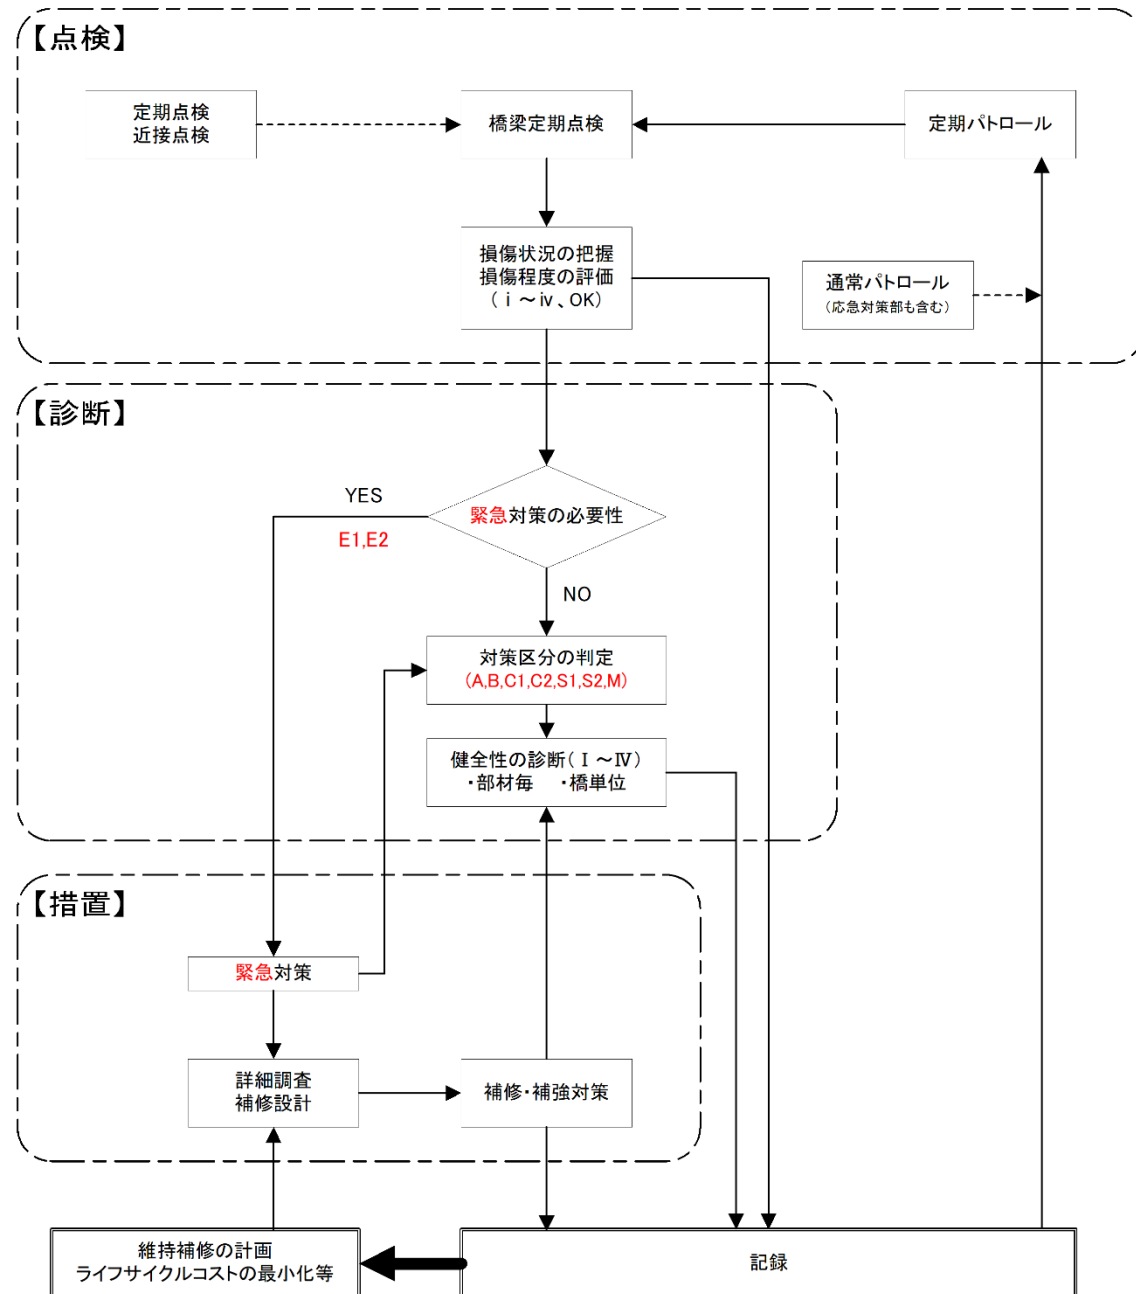 【点検】
定期点検
近接点検
橋梁定期点検
定期パトロール
損傷状況の把握
損傷程度の評価
(ⅰ～ⅳ、OK)
通常パトロール
(応急対策部も含む)
【診断】
YES
緊急対策の必要性
E1,E2
NO
対策区分の判定
(A,B,C1,C2,S1,S2,M)
健全性の診断(Ⅰ～Ⅳ)
・部材毎　・橋単位
【措置】
緊急対策
詳細調査
補修設計
補修・補強対策
維持補修の計画
ライフサイクルコストの最小化等
記録